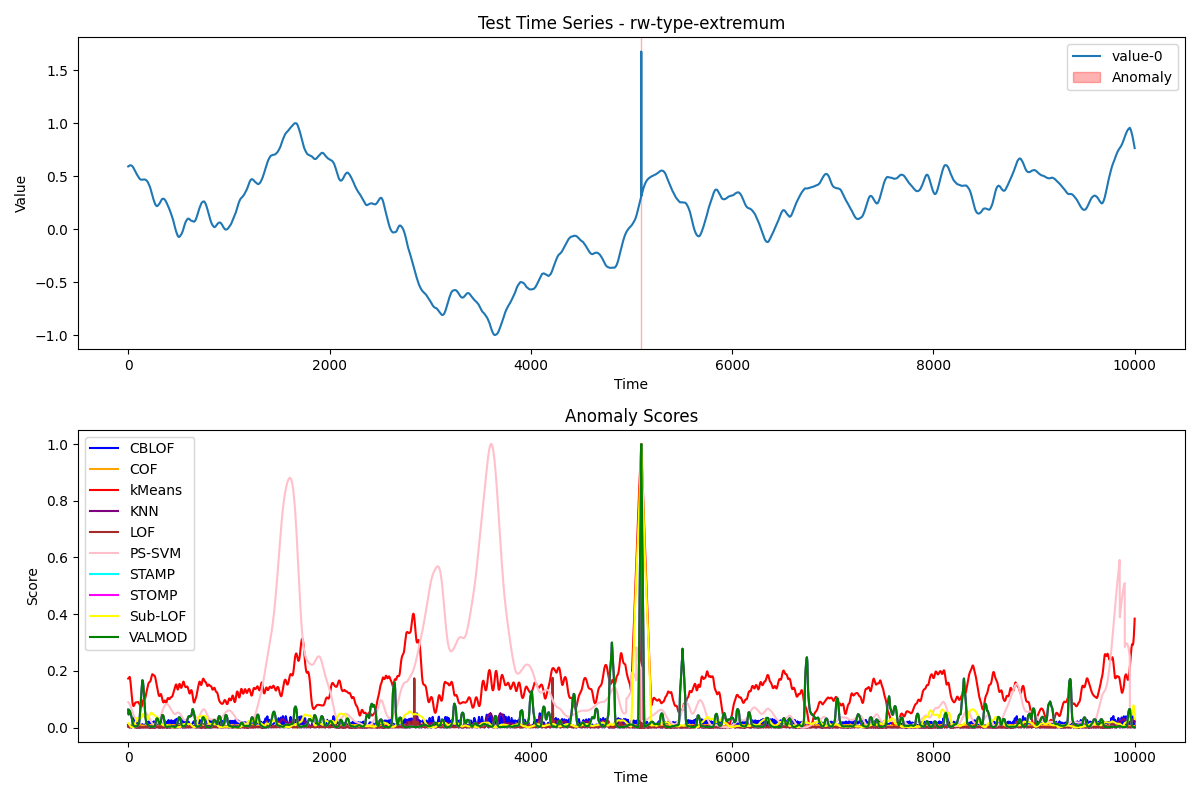 Test Time Series - rw-type-extremum
value-0
Anomaly
Value
1.5
1.0
0.5
0.0
−0.5
−1.0
0 2000 4000 6000 8000 10000
Time
Anomaly Scores
CBLOF
COF
kMeans
KNN
LOF
PS-SVM
STAMP
STOMP
Sub-LOF
VALMOD
Score
1.0
0.8
0.6
0.4
0.2
0.0
0 2000 4000 6000 8000 10000
Time